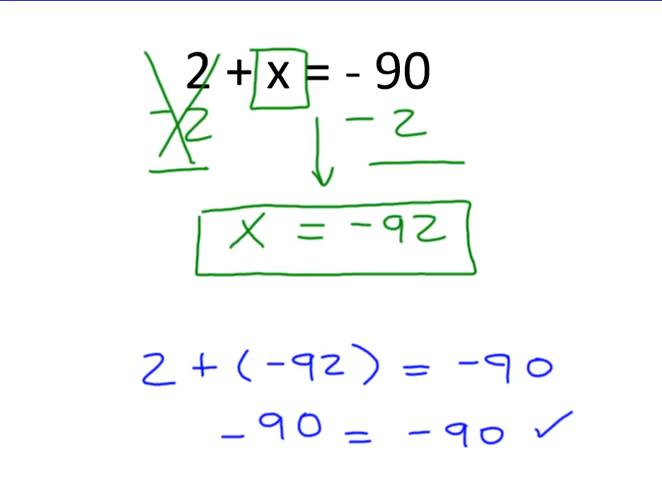 2 + x = - 90
-2 - 2
x = -92
2 + (-92) = -90
-90 = -90 ✓